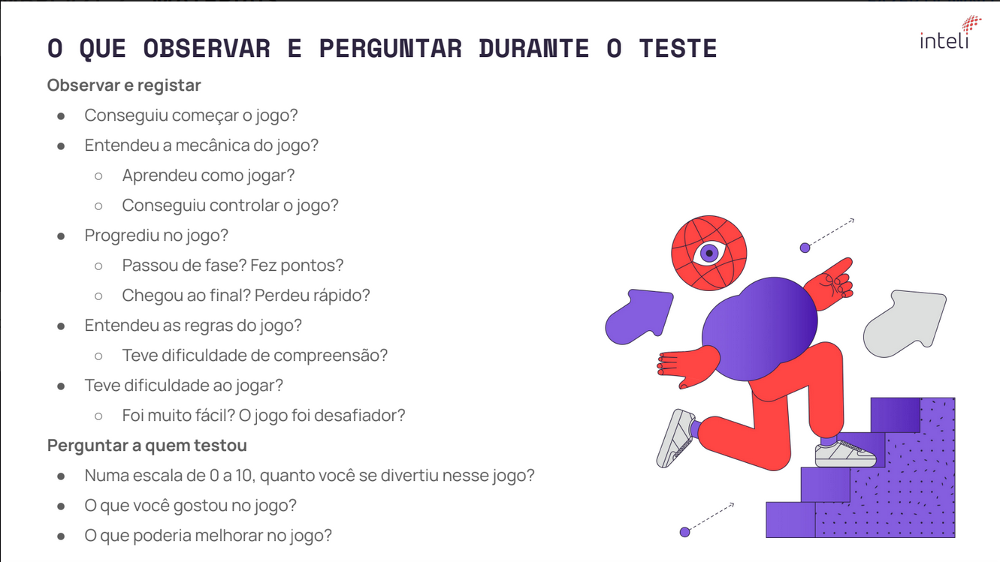 O QUE OBSERVAR E PERGUNTAR DURANTE O TESTE
inteli
Observar e registar
● Conseguiu começar o jogo?
● Entendeu a mecânica do jogo?
○ Aprendeu como jogar?
○ Conseguiu controlar o jogo?
● Progrediu no jogo?
○ Passou de fase? Fez pontos?
○ Chegou ao final? Perdeu rápido?
● Entendeu as regras do jogo?
○ Teve dificuldade de compreensão?
● Teve dificuldade ao jogar?
○ Foi muito fácil? O jogo foi desafiador?
Perguntar a quem testou
● Numa escala de 0 a 10, quanto você se divertiu nesse jogo?
● O que você gostou no jogo?
● O que poderia melhorar no jogo?